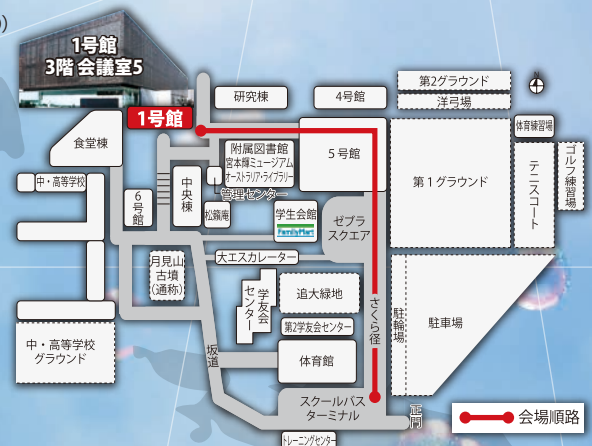 1号館
3階 会議室5
1号館
研究棟
4号館
第2グラウンド
洋弓場
N
食堂棟
附属図書館
宮本輝ミュージアム
オーストラリア・ライブラリー
5号館
第1グラウンド
体育練習場
テニスコート
ゴルフ練習場
中・高等学校
6号館
中央棟
管理センター
松籟庵
学生会館
FamilyMart
ゼブラ
スクエア
月見山
古墳
(通称)
大エスカレーター
学友会
センター
追大緑地
さくら径
駐輪場
駐車場
第2学友会センター
中・高等学校
グラウンド
坂道
体育館
スクールバス
ターミナル
正門
トレーニングセンター
会場順路